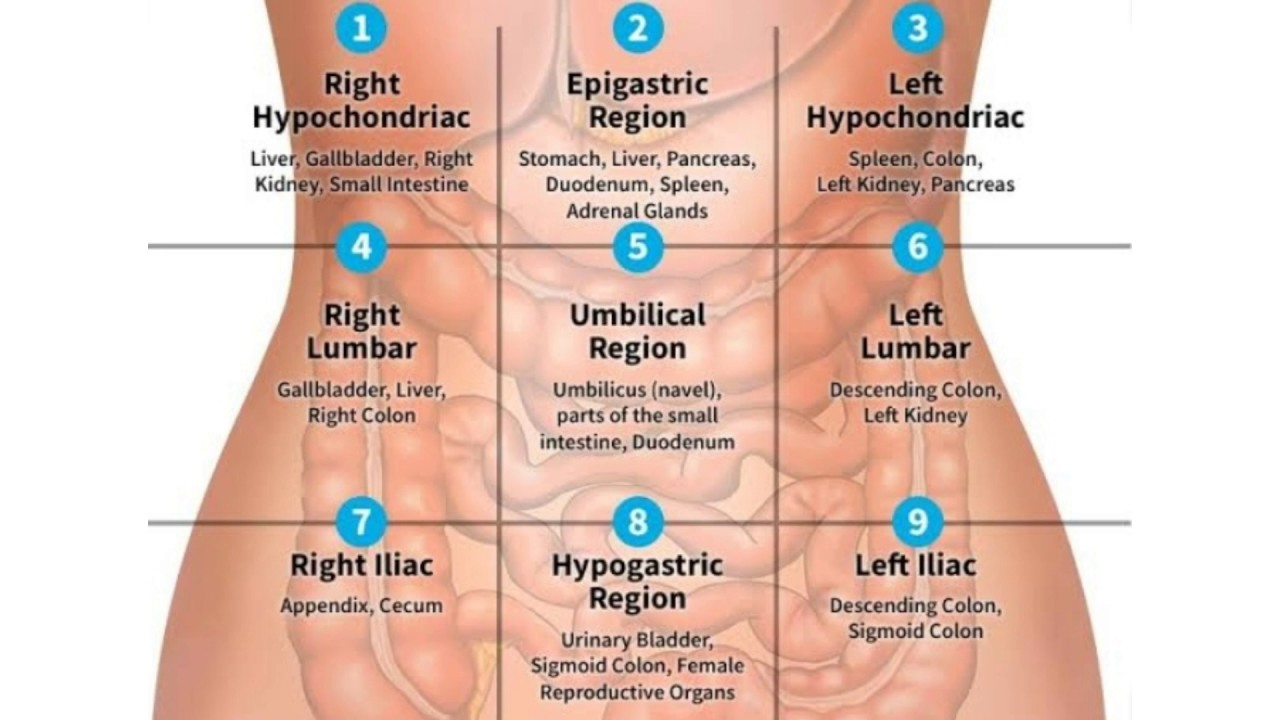 1
Right
Hypochondriac
Liver, Gallbladder, Right
Kidney, Small Intestine
2
Epigastric
Region
Stomach, Liver, Pancreas,
Duodenum, Spleen,
Adrenal Glands
3
Left
Hypochondriac
Spleen, Colon,
Left Kidney, Pancreas
4
Right
Lumbar
Gallbladder, Liver,
Right Colon
5
Umbilical
Region
Umbilicus (navel),
parts of the small
intestine, Duodenum
6
Left
Lumbar
Descending Colon,
Left Kidney
7
Right Iliac
Appendix, Cecum
8
Hypogastric
Region
Urinary Bladder,
Sigmoid Colon, Female
Reproductive Organs
9
Left Iliac
Descending Colon,
Sigmoid Colon